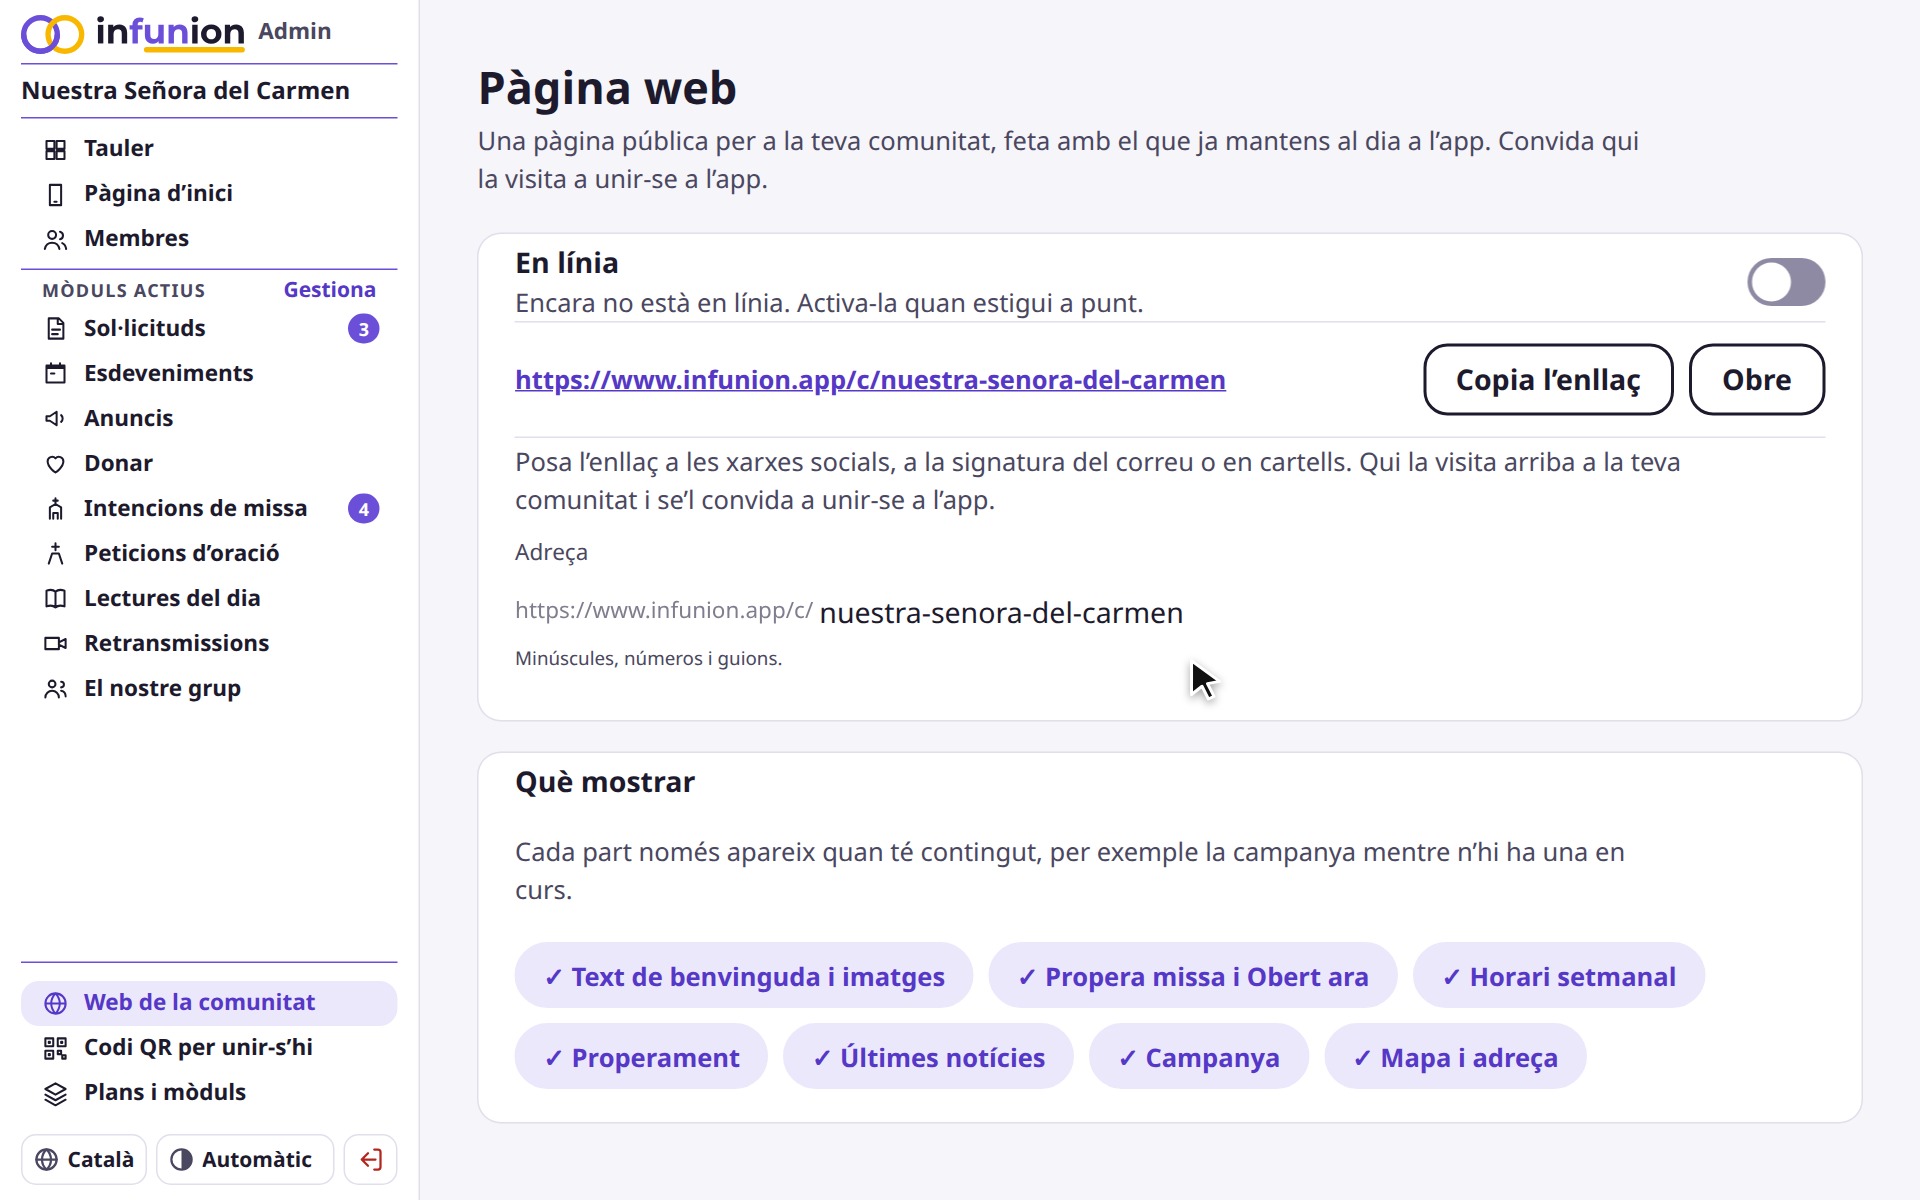 infunion Admin
Nuestra Señora del Carmen
Tauler
Pàgina d’inici
Membres
MÒDULS ACTIUS Gestiona
Sol·licituds 3
Esdeveniments
Anuncis
Donar
Intencions de missa 4
Peticions d’oració
Lectures del dia
Retransmissions
El nostre grup
Web de la comunitat
Codi QR per unir-s’hi
Plans i mòduls
Català Automàtic
Pàgina web
Una pàgina pública per a la teva comunitat, feta amb el que ja mantens al dia a l’app. Convida qui
la visita a unir-se a l’app.
En línia
Encara no està en línia. Activa-la quan estigui a punt.
https://www.infunion.app/c/nuestra-senora-del-carmen Copia l’enllaç Obre
Posa l’enllaç a les xarxes socials, a la signatura del correu o en cartells. Qui la visita arriba a la teva
comunitat i se’l convida a unir-se a l’app.
Adreça
https://www.infunion.app/c/ nuestra-senora-del-carmen
Minúscules, números i guions.
Què mostrar
Cada part només apareix quan té contingut, per exemple la campanya mentre n’hi ha una en
curs.
✓ Text de benvinguda i imatges ✓ Propera missa i Obert ara ✓ Horari setmanal
✓ Properament ✓ Últimes notícies ✓ Campanya ✓ Mapa i adreça